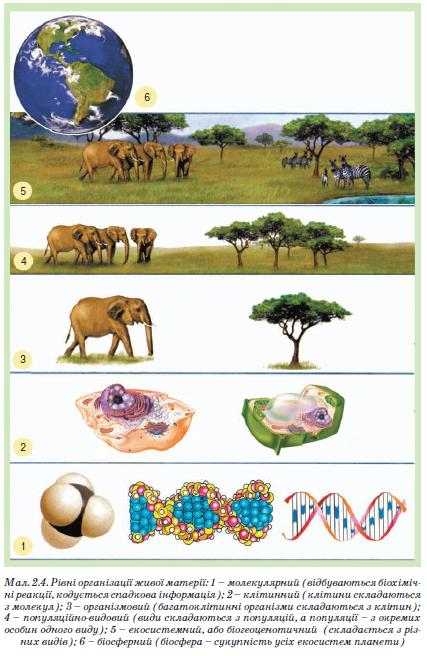 6
5
4
3
2
1
Мал. 2.4. Рівні організації живої матерії: 1 – молекулярний (відбуваються біохіміч-
ні реакції, кодується спадкова інформація); 2 – клітинний (клітини складаються
з молекул); 3 – організмовий (багатоклітинні організми складаються з клітин);
4 – популяційно-видовий (види складаються з популяцій, а популяції – з окремих
особин одного виду); 5 – екосистемний, або біогеоценотичний (складається з різ-
них видів); 6 – біосферний (біосфера – сукупність усіх екосистем планети)